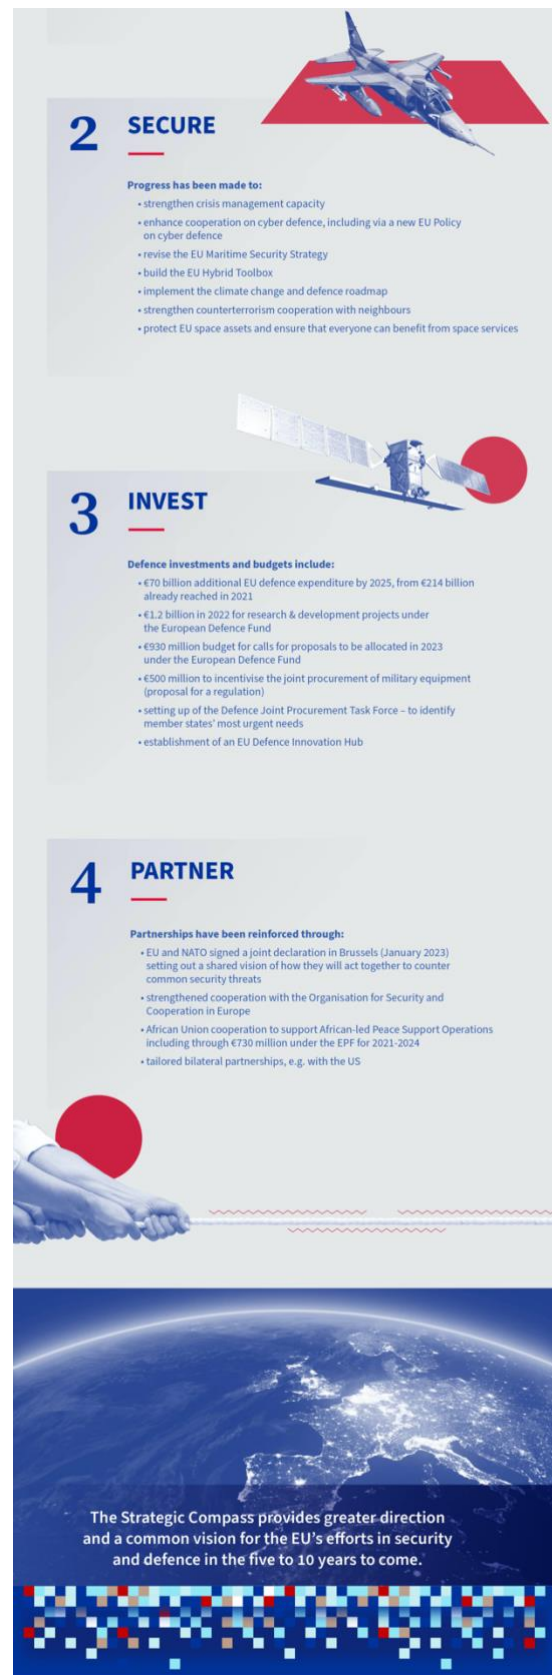 2 SECURE
Progress has been made to:
• strengthen crisis management capacity
• enhance cooperation on cyber defence, including via a new EU Policy
on cyber defence
• revise the EU Maritime Security Strategy
• build the EU Hybrid Toolbox
• implement the climate change and defence roadmap
• strengthen counterterrorism cooperation with neighbours
• protect EU space assets and ensure that everyone can benefit from space services
3 INVEST
Defence investments and budgets include:
• €70 billion additional EU defence expenditure by 2025, from €214 billion
already reached in 2021
• €1.2 billion in 2022 for research & development projects under
the European Defence Fund
• €930 million budget for calls for proposals to be allocated in 2023
under the European Defence Fund
• €500 million to incentivise the joint procurement of military equipment
(proposal for a regulation)
• setting up of the Defence Joint Procurement Task Force – to identify
member states' most urgent needs
• establishment of an EU Defence Innovation Hub
4 PARTNER
Partnerships have been reinforced through:
• EU and NATO signed a joint declaration in Brussels (January 2023)
setting out a shared vision of how they will act together to counter
common security threats
• strengthened cooperation with the Organisation for Security and
Cooperation in Europe
• African Union cooperation to support African-led Peace Support Operations
including through €730 million under the EPF for 2021-2024
• tailored bilateral partnerships, e.g. with the US
The Strategic Compass provides greater direction
and a common vision for the EU's efforts in security
and defence in the five to 10 years to come.